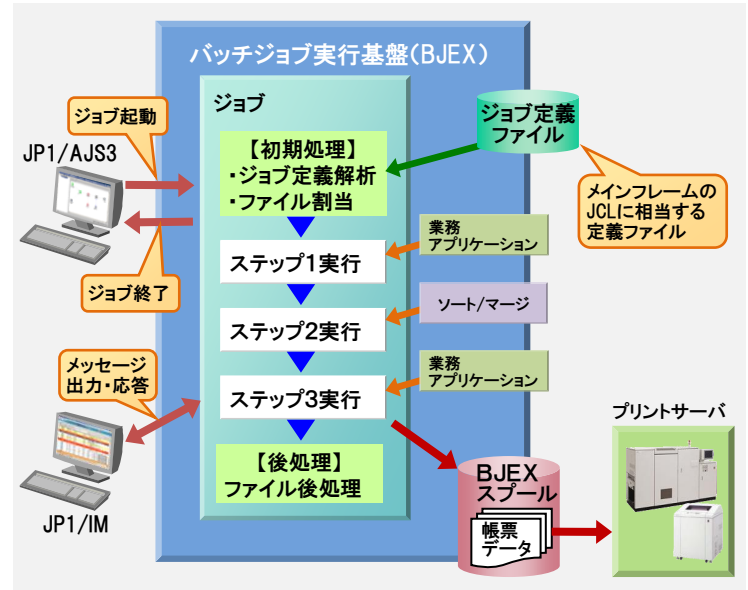 バッチジョブ実行基盤(BJEX)
ジョブ
ジョブ起動
JP1/AJS3
【初期処理】
・ジョブ定義解析
・ファイル割当
ジョブ定義
ファイル
メインフレームの
JCLに相当する
定義ファイル
業務
アプリケーション
ステップ1実行
ジョブ終了
ソート/マージ
ステップ2実行
メッセージ
出力・応答
業務
アプリケーション
ステップ3実行
プリントサーバ
【後処理】
ファイル後処理
BJEX
スプール
帳票
データ
JP1/IM